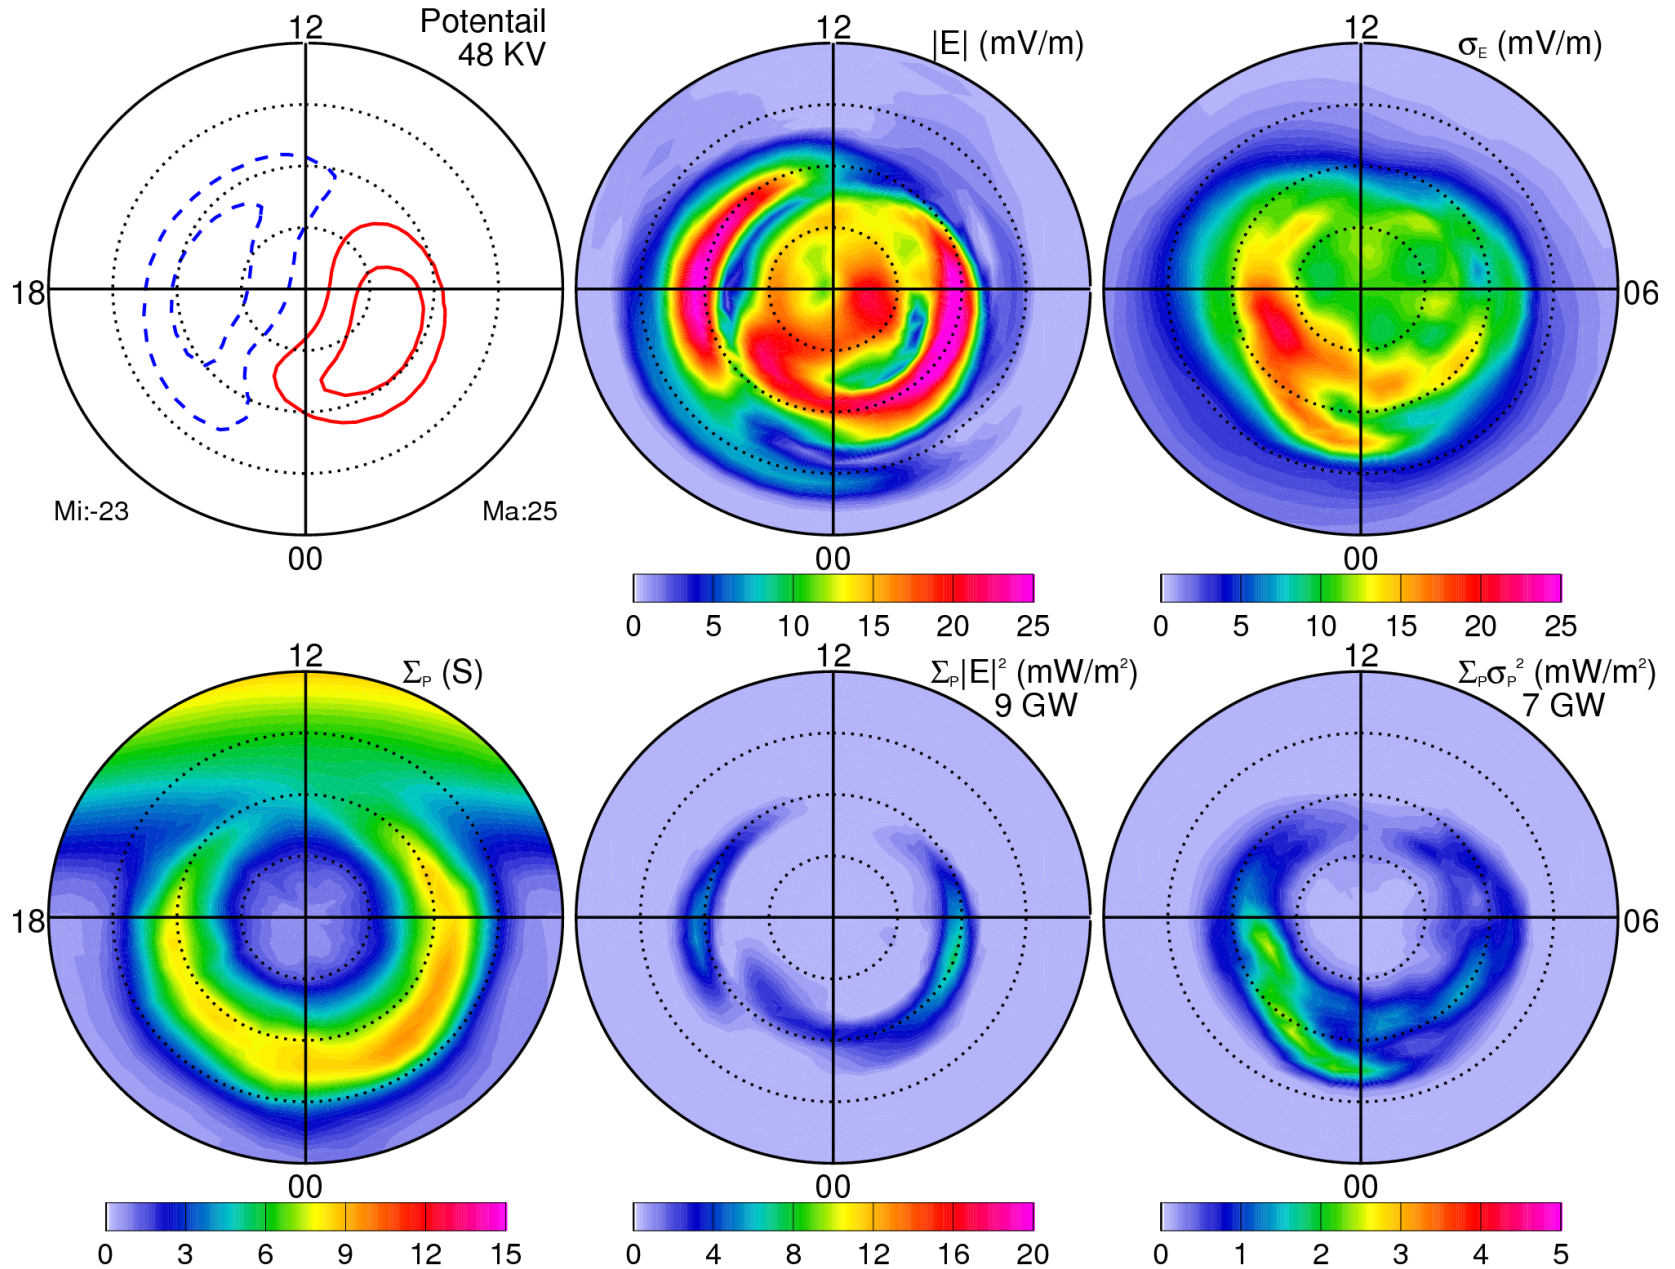 12
Potentail
48 KV
18
Mi:-23
Ma:25
00
12
|E| (mV/m)
00
0 5 10 15 20 25
12
σE (mV/m)
06
00
0 5 10 15 20 25
12
ΣP (S)
18
00
0 3 6 9 12 15
12
ΣP|E|² (mW/m²)
9 GW
00
0 4 8 12 16 20
12
ΣPσP² (mW/m²)
7 GW
06
00
0 1 2 3 4 5